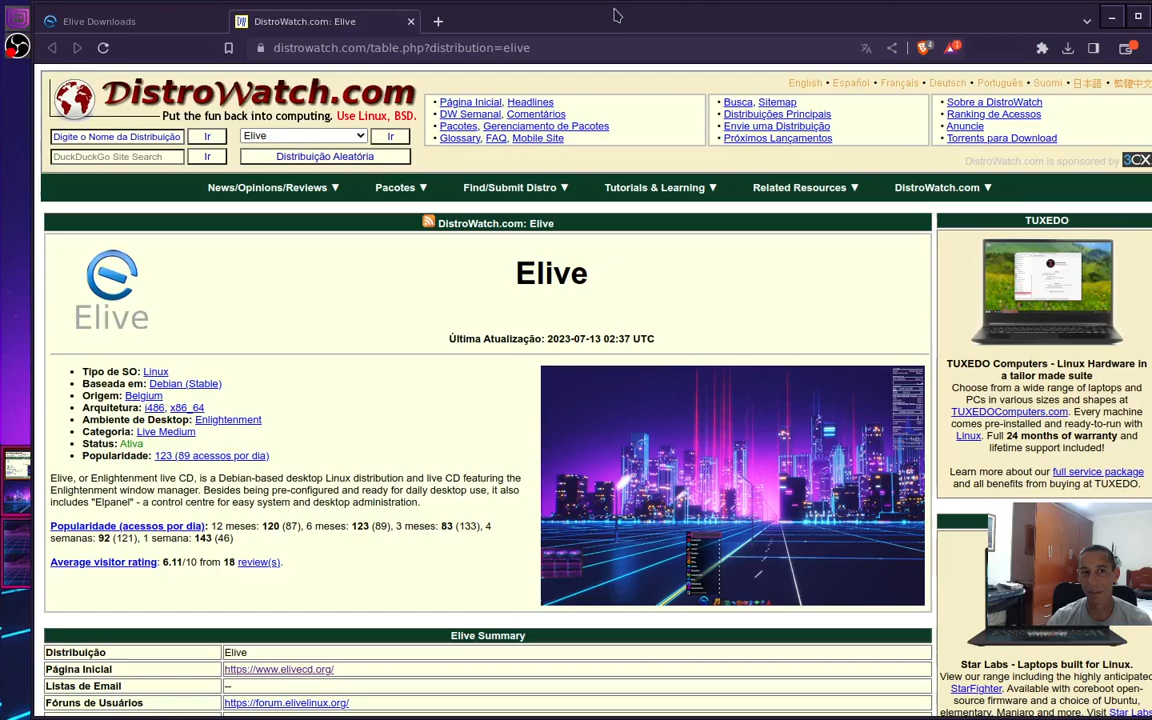 Elive Downloads
DistroWatch.com: Elive
distrowatch.com/table.php?distribution=elive
4
1
DistroWatch.com
Put the fun back into computing. Use Linux, BSD.
English • Español • Français • Deutsch • Português • Suomi • 日本語 • 繁體中文
Digite o Nome da Distribuição Ir Elive Ir
DuckDuckGo Site Search Ir Distribuição Aleatória
• Página Inicial, Headlines
• DW Semanal, Comentários
• Pacotes, Gerenciamento de Pacotes
• Glossary, FAQ, Mobile Site
• Busca, Sitemap
• Distribuições Principais
• Envie uma Distribuição
• Próximos Lançamentos
• Sobre a DistroWatch
• Ranking de Acessos
• Anuncie
• Torrents para Download
DistroWatch.com is sponsored by 3CX
News/Opinions/Reviews ▼ Pacotes ▼ Find/Submit Distro ▼ Tutorials & Learning ▼ Related Resources ▼ DistroWatch.com ▼
DistroWatch.com: Elive
Elive
Elive
Última Atualização: 2023-07-13 02:37 UTC
• Tipo de SO: Linux
• Baseada em: Debian (Stable)
• Origem: Belgium
• Arquitetura: i486, x86_64
• Ambiente de Desktop: Enlightenment
• Categoria: Live Medium
• Status: Ativa
• Popularidade: 123 (89 acessos por dia)
Elive, or Enlightenment live CD, is a Debian-based desktop Linux distribution and live CD featuring the
Enlightenment window manager. Besides being pre-configured and ready for daily desktop use, it also
includes "Elpanel" - a control centre for easy system and desktop administration.
Popularidade (acessos por dia): 12 meses: 120 (87), 6 meses: 123 (89), 3 meses: 83 (133), 4
semanas: 92 (121), 1 semana: 143 (46)
Average visitor rating: 6.11/10 from 18 review(s).
Elive Summary
Distribuição Elive
Página Inicial https://www.elivecd.org/
Listas de Email --
Fóruns de Usuários https://forum.elivelinux.org/
TUXEDO
TUXEDO Computers - Linux Hardware in
a tailor made suite
Choose from a wide range of laptops and
PCs in various sizes and shapes at
TUXEDOComputers.com. Every machine
comes pre-installed and ready-to-run with
Linux. Full 24 months of warranty and
lifetime support included!
Learn more about our full service package
and all benefits from buying at TUXEDO.
Star Labs - Laptops built for Linux.
View our range including the highly anticipated
StarFighter. Available with coreboot open-
source firmware and a choice of Ubuntu,
elementary, Manjaro and more. Visit Star Labs